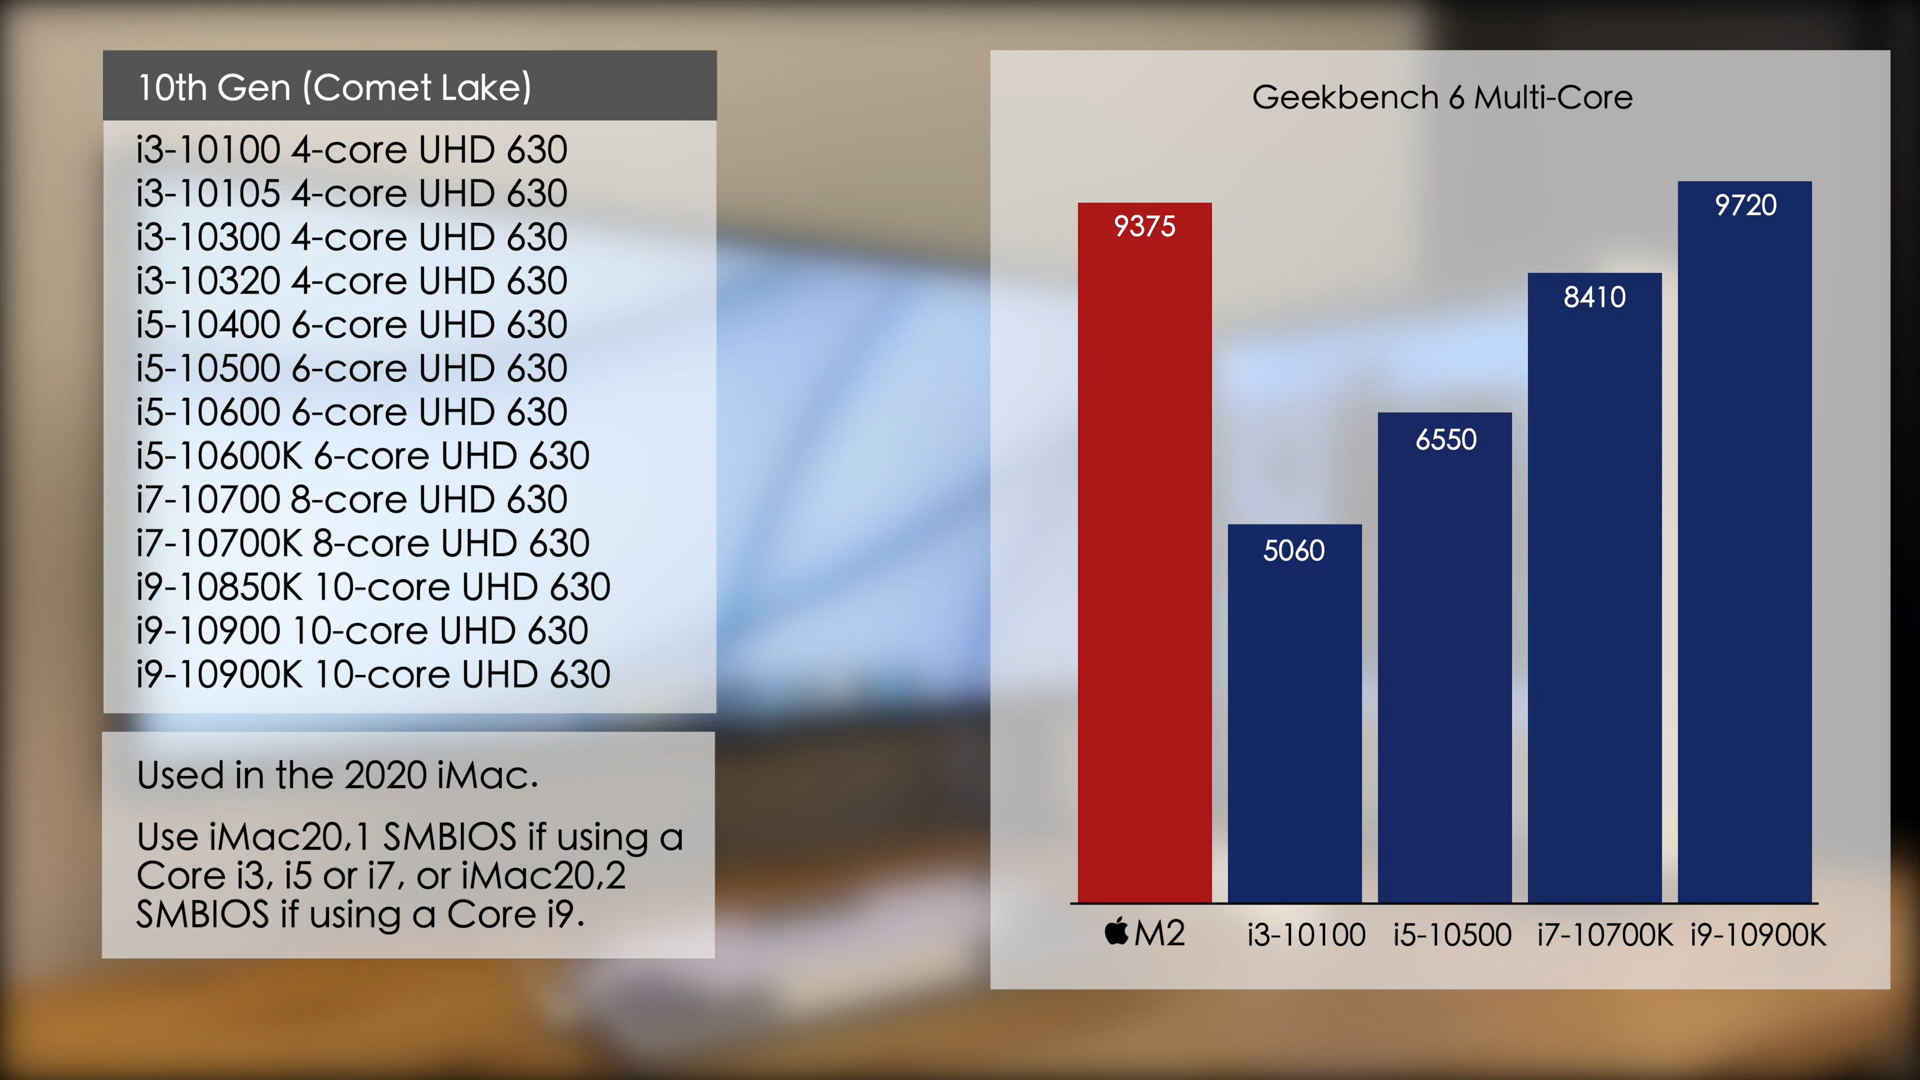 10th Gen (Comet Lake)
i3-10100 4-core UHD 630
i3-10105 4-core UHD 630
i3-10300 4-core UHD 630
i3-10320 4-core UHD 630
i5-10400 6-core UHD 630
i5-10500 6-core UHD 630
i5-10600 6-core UHD 630
i5-10600K 6-core UHD 630
i7-10700 8-core UHD 630
i7-10700K 8-core UHD 630
i9-10850K 10-core UHD 630
i9-10900 10-core UHD 630
i9-10900K 10-core UHD 630
Used in the 2020 iMac.
Use iMac20,1 SMBIOS if using a
Core i3, i5 or i7, or iMac20,2
SMBIOS if using a Core i9.
Geekbench 6 Multi-Core
9375
5060
6550
8410
9720
M2
i3-10100
i5-10500
i7-10700K
i9-10900K